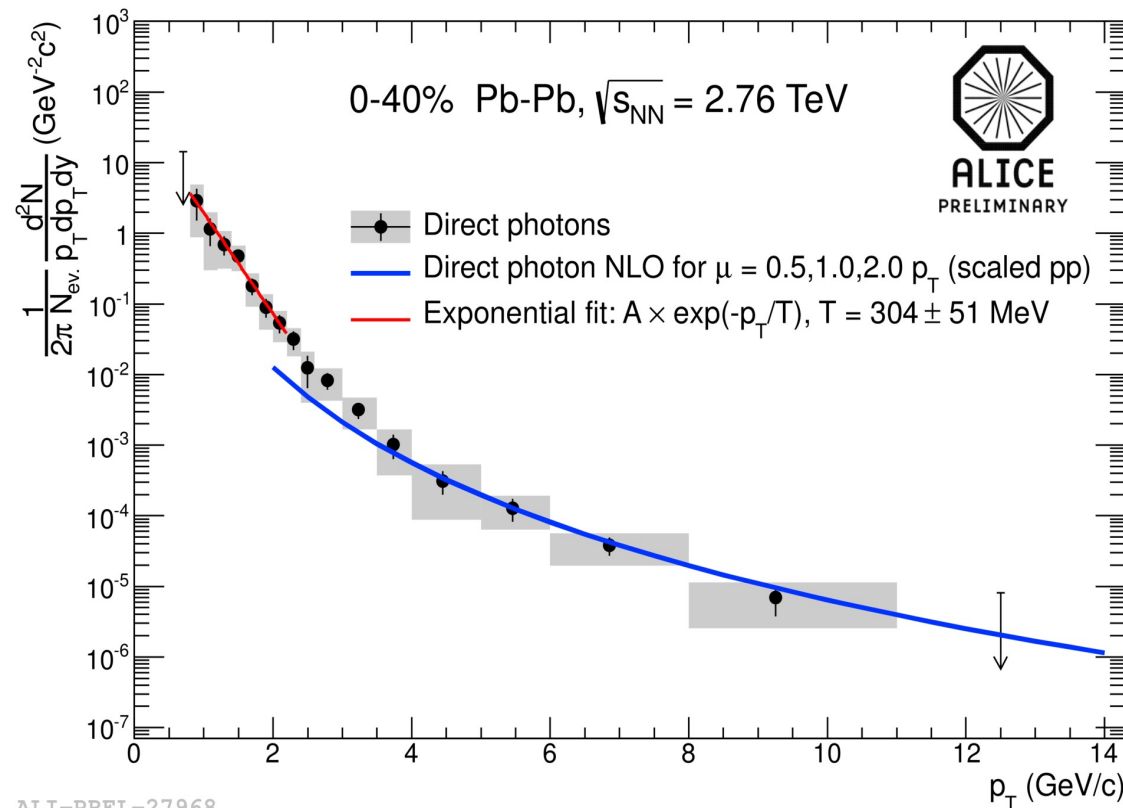 0-40% Pb-Pb, √s_NN = 2.76 TeV
ALICE
PRELIMINARY
Direct photons
Direct photon NLO for μ = 0.5,1.0,2.0 p_T (scaled pp)
Exponential fit: A × exp(-p_T/T), T = 304 ± 51 MeV
1/(2π N_ev.) d²N/(p_T dp_T dy) (GeV⁻²c²)
10³
10²
10
1
10⁻¹
10⁻²
10⁻³
10⁻⁴
10⁻⁵
10⁻⁶
10⁻⁷
0 2 4 6 8 10 12 14
p_T (GeV/c)
ALI-PREL-27968